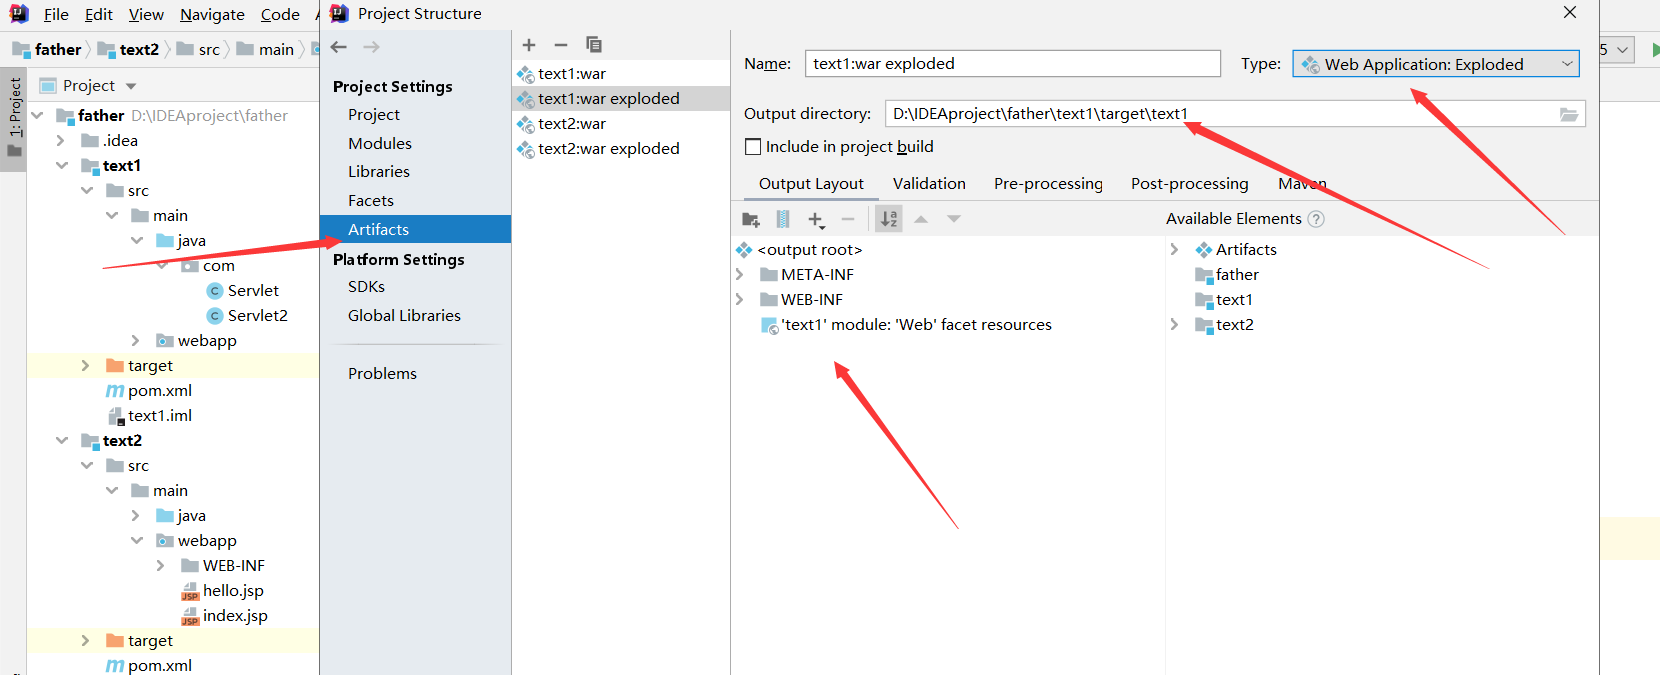 File Edit View Navigate Code
Project Structure
father text2 src main
5
1: Project
Project
father D:\IDEAproject\father
.idea
text1
src
main
java
com
Servlet
Servlet2
webapp
target
pom.xml
text1.iml
text2
src
main
java
webapp
WEB-INF
hello.jsp
index.jsp
target
pom.xml
Project Settings
Project
Modules
Libraries
Facets
Artifacts
Platform Settings
SDKs
Global Libraries
Problems
text1:war
text1:war exploded
text2:war
text2:war exploded
Name: text1:war exploded Type: Web Application: Exploded
Output directory: D:\IDEAproject\father\text1\target\text1
Include in project build
Output Layout Validation Pre-processing Post-processing Maven
Available Elements
<output root>
META-INF
WEB-INF
'text1' module: 'Web' facet resources
Artifacts
father
text1
text2